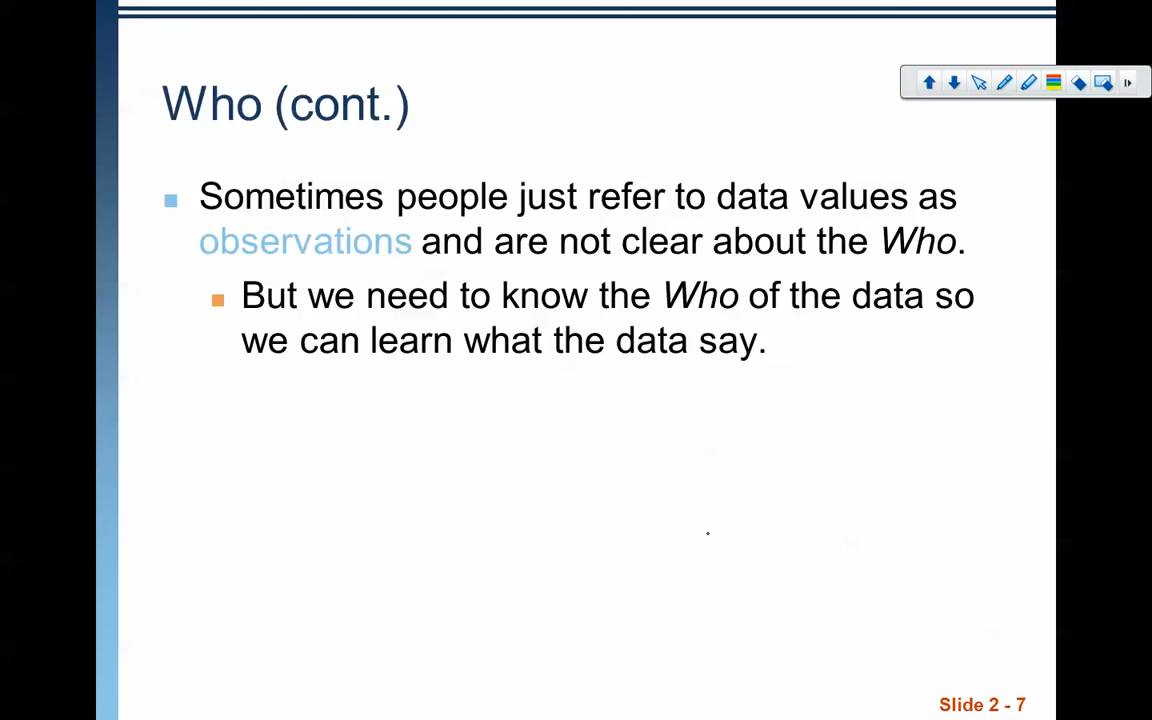 Who (cont.)
Sometimes people just refer to data values as
observations and are not clear about the Who.
But we need to know the Who of the data so
we can learn what the data say.
Slide 2 - 7